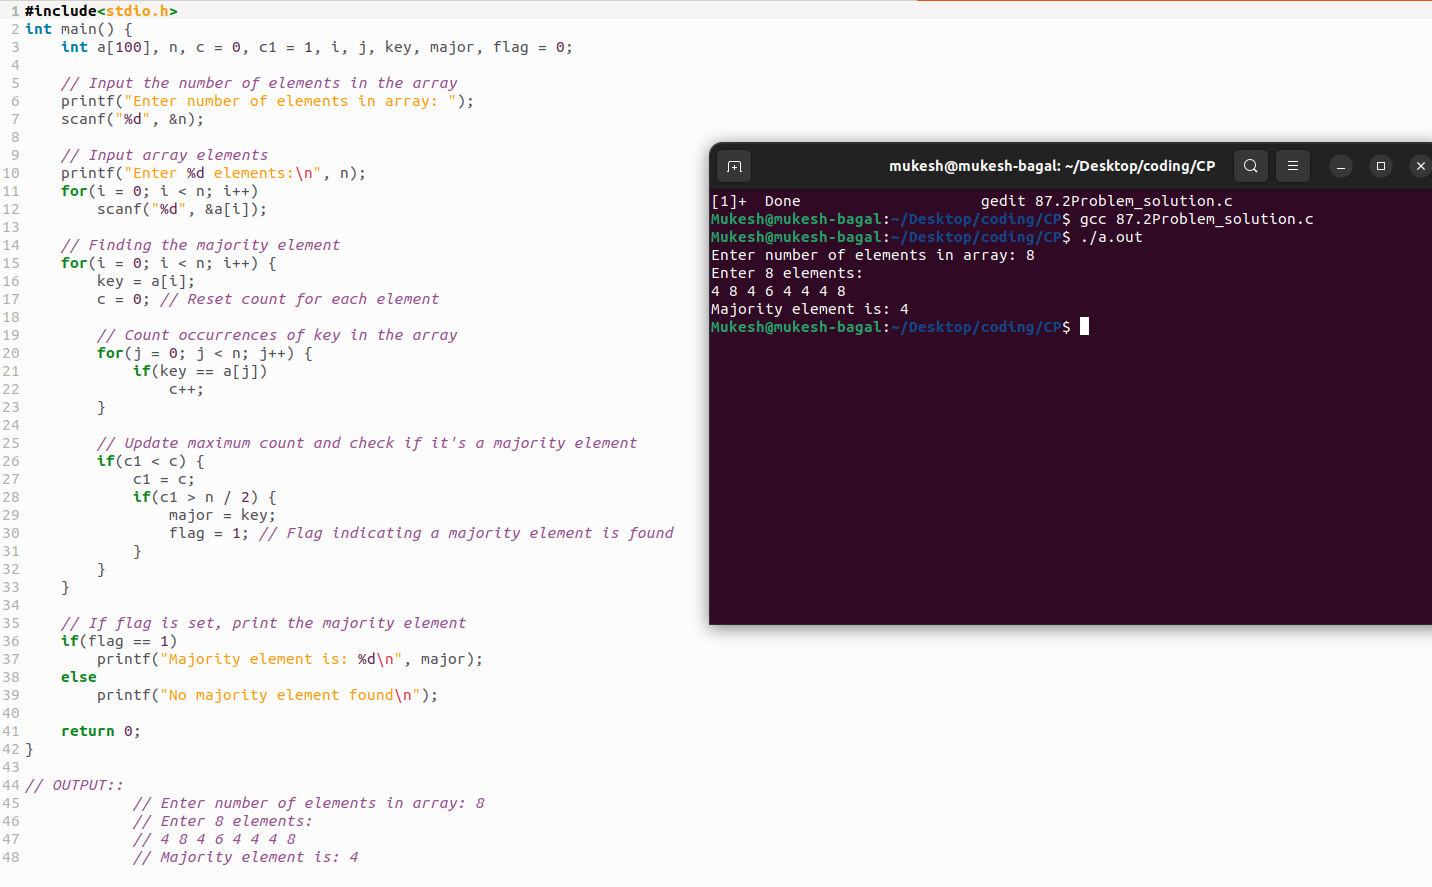 1 #include<stdio.h>
2 int main() {
3     int a[100], n, c = 0, c1 = 1, i, j, key, major, flag = 0;
4
5     // Input the number of elements in the array
6     printf("Enter number of elements in array: ");
7     scanf("%d", &n);
8
9     // Input array elements
10     printf("Enter %d elements:\n", n);
11     for(i = 0; i < n; i++)
12         scanf("%d", &a[i]);
13
14     // Finding the majority element
15     for(i = 0; i < n; i++) {
16         key = a[i];
17         c = 0; // Reset count for each element
18
19         // Count occurrences of key in the array
20         for(j = 0; j < n; j++) {
21             if(key == a[j])
22                 c++;
23         }
24
25         // Update maximum count and check if it's a majority element
26         if(c1 < c) {
27             c1 = c;
28             if(c1 > n / 2) {
29                 major = key;
30                 flag = 1; // Flag indicating a majority element is found
31             }
32         }
33     }
34
35     // If flag is set, print the majority element
36     if(flag == 1)
37         printf("Majority element is: %d\n", major);
38     else
39         printf("No majority element found\n");
40
41     return 0;
42 }
43
44 // OUTPUT::
45             // Enter number of elements in array: 8
46             // Enter 8 elements:
47             // 4 8 4 6 4 4 4 8
48             // Majority element is: 4
mukesh@mukesh-bagal: ~/Desktop/coding/CP
[1]+  Done                    gedit 87.2Problem_solution.c
Mukesh@mukesh-bagal:~/Desktop/coding/CP$ gcc 87.2Problem_solution.c
Mukesh@mukesh-bagal:~/Desktop/coding/CP$ ./a.out
Enter number of elements in array: 8
Enter 8 elements:
4 8 4 6 4 4 4 8
Majority element is: 4
Mukesh@mukesh-bagal:~/Desktop/coding/CP$